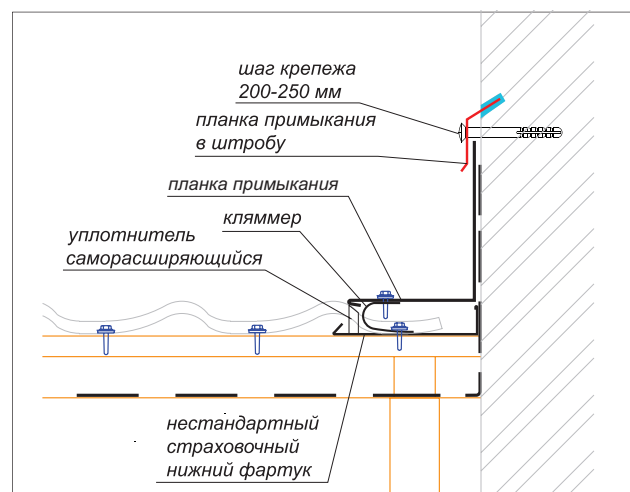 шаг крепежа
200-250 мм
планка примыкания
в штробу
планка примыкания
кляммер
уплотнитель
саморасширяющийся
нестандартный
страховочный
нижний фартук